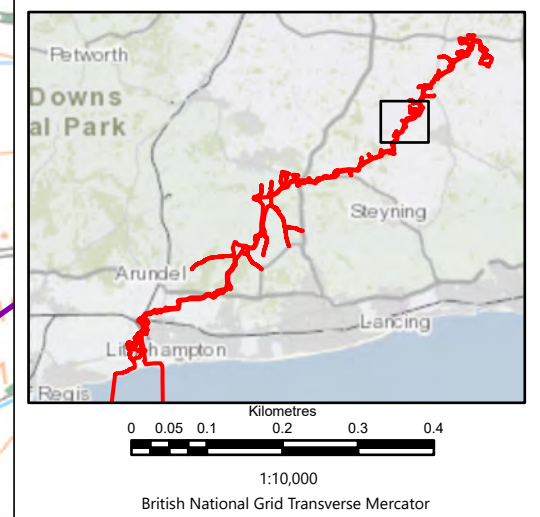 Petworth
Downs
al Park
Steyning
Arundel
Lancing
Littlehampton
Regis
Kilometres
0 0.05 0.1 0.2 0.3 0.4
1:10,000
British National Grid Transverse Mercator